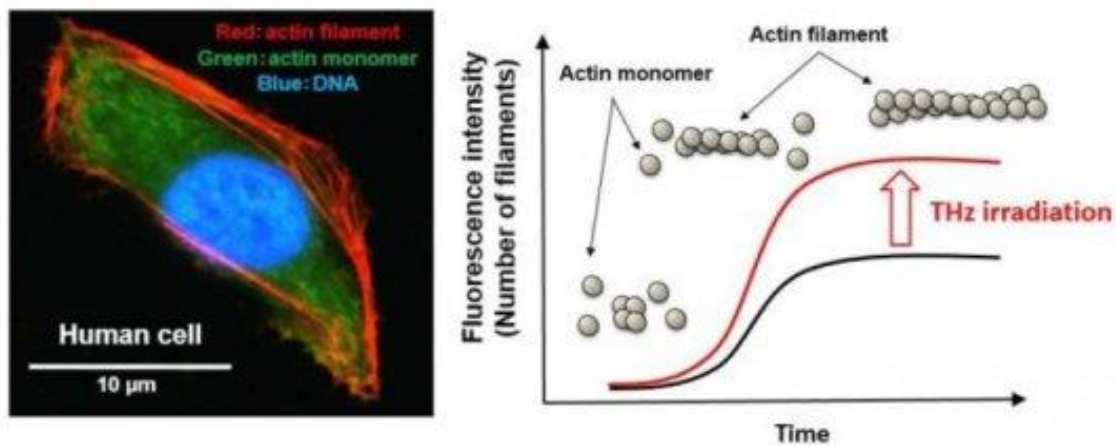 Red: actin filament
Green: actin monomer
Blue: DNA
Human cell
10 μm
Fluorescence intensity
(Number of filaments)
Actin monomer
Actin filament
THz irradiation
Time